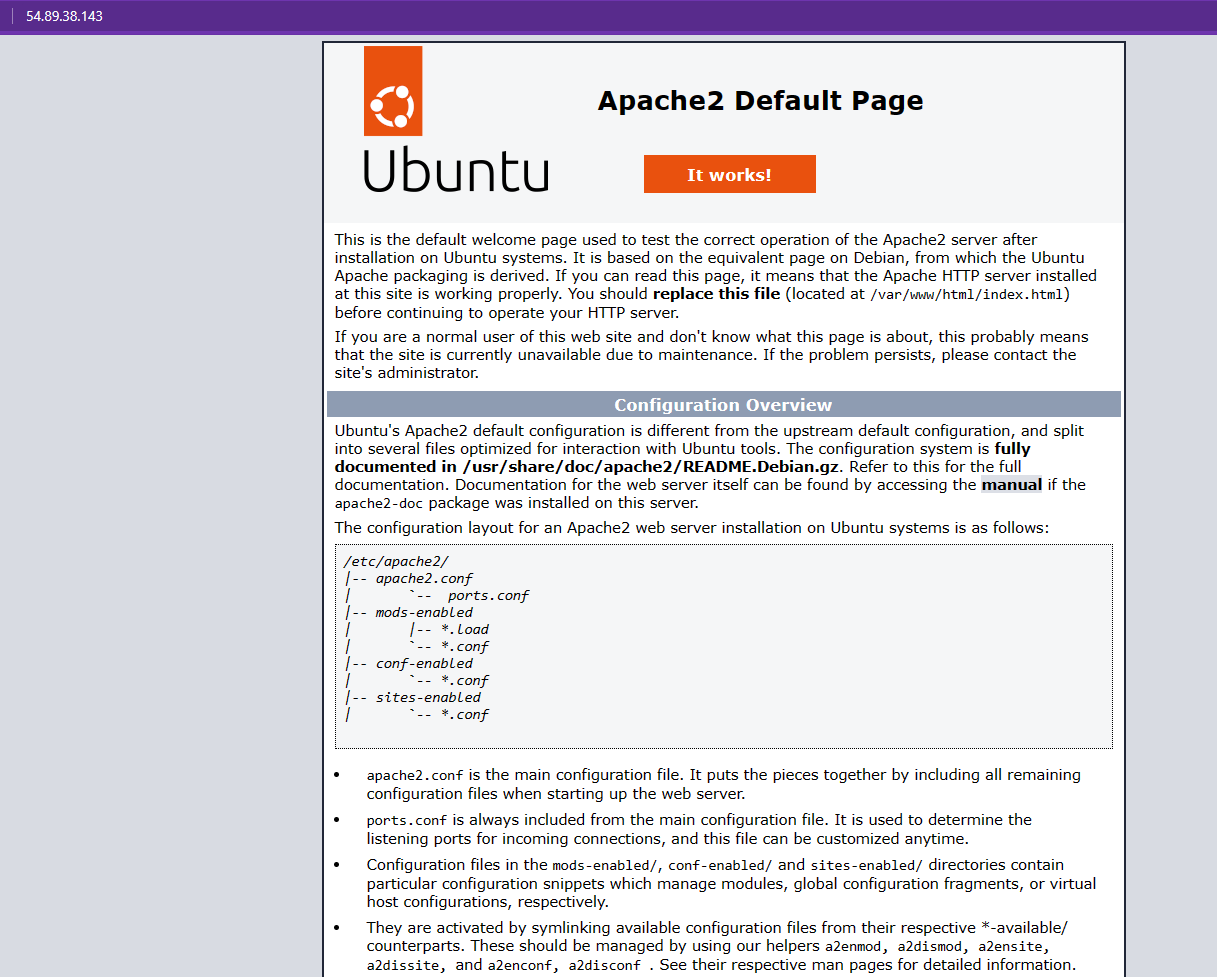 54.89.38.143
Apache2 Default Page
Ubuntu
It works!
This is the default welcome page used to test the correct operation of the Apache2 server after
installation on Ubuntu systems. It is based on the equivalent page on Debian, from which the Ubuntu
Apache packaging is derived. If you can read this page, it means that the Apache HTTP server installed
at this site is working properly. You should replace this file (located at /var/www/html/index.html)
before continuing to operate your HTTP server.
If you are a normal user of this web site and don't know what this page is about, this probably means
that the site is currently unavailable due to maintenance. If the problem persists, please contact the
site's administrator.
Configuration Overview
Ubuntu's Apache2 default configuration is different from the upstream default configuration, and split
into several files optimized for interaction with Ubuntu tools. The configuration system is fully
documented in /usr/share/doc/apache2/README.Debian.gz. Refer to this for the full
documentation. Documentation for the web server itself can be found by accessing the manual if the
apache2-doc package was installed on this server.
The configuration layout for an Apache2 web server installation on Ubuntu systems is as follows:
/etc/apache2/
|-- apache2.conf
|       `--  ports.conf
|-- mods-enabled
|       |-- *.load
|       `-- *.conf
|-- conf-enabled
|       `-- *.conf
|-- sites-enabled
|       `-- *.conf
• apache2.conf is the main configuration file. It puts the pieces together by including all remaining
configuration files when starting up the web server.
• ports.conf is always included from the main configuration file. It is used to determine the
listening ports for incoming connections, and this file can be customized anytime.
• Configuration files in the mods-enabled/, conf-enabled/ and sites-enabled/ directories contain
particular configuration snippets which manage modules, global configuration fragments, or virtual
host configurations, respectively.
• They are activated by symlinking available configuration files from their respective *-available/
counterparts. These should be managed by using our helpers a2enmod, a2dismod, a2ensite,
a2dissite, and a2enconf, a2disconf . See their respective man pages for detailed information.